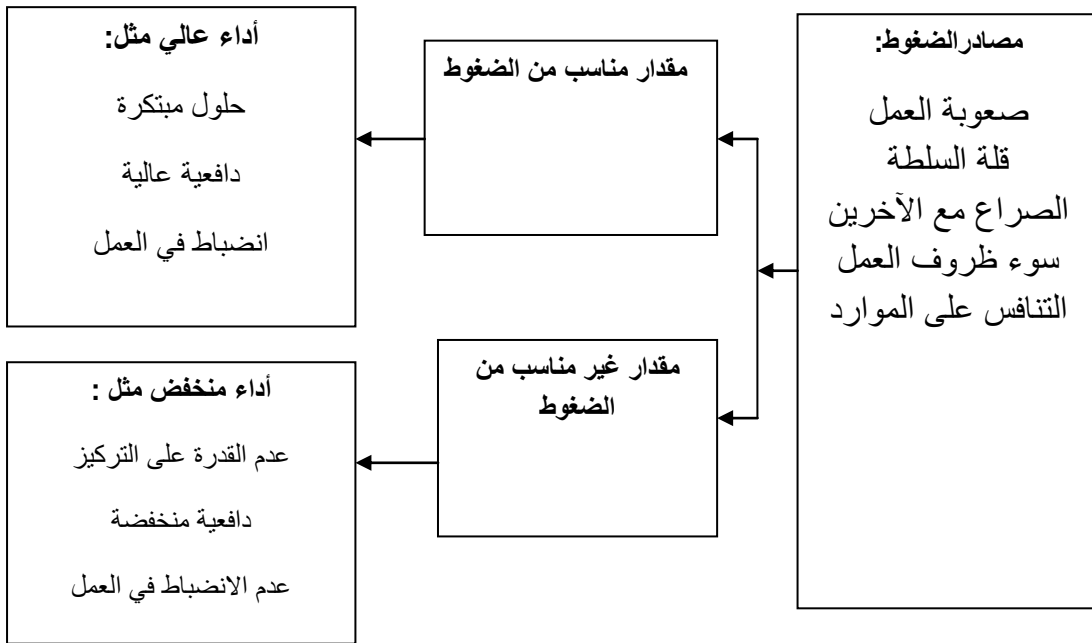 مصادر الضغوط:
صعوبة العمل
قلة السلطة
الصراع مع الآخرين
سوء ظروف العمل
التنافس على الموارد
مقدار مناسب من الضغوط
أداء عالي مثل:
حلول مبتكرة
دافعية عالية
انضباط في العمل
مقدار غير مناسب من
الضغوط
أداء منخفض مثل :
عدم القدرة على التركيز
دافعية منخفضة
عدم الانضباط في العمل